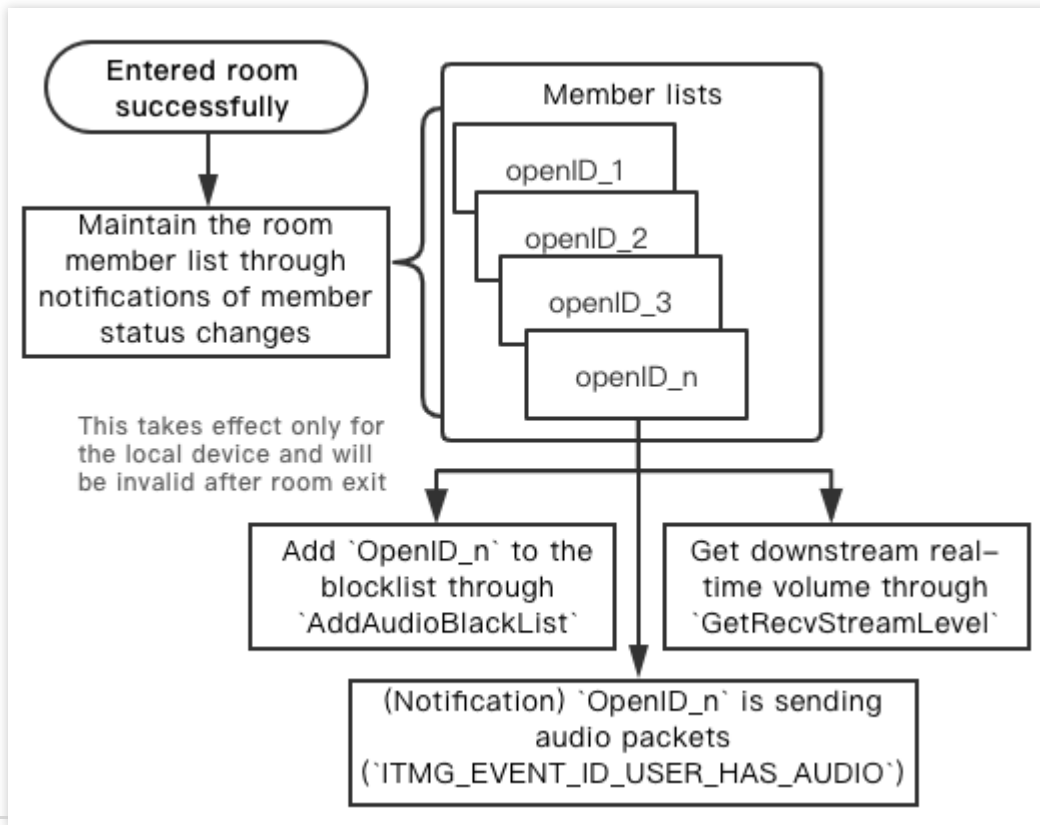 Entered room
successfully
Member lists
openID_1
openID_2
openID_3
openID_n
Maintain the room
member list through
notifications of member
status changes
This takes effect only for
the local device and will
be invalid after room exit
Add `OpenID_n` to the
blocklist through
`AddAudioBlackList`
Get downstream real-
time volume through
`GetRecvStreamLevel`
(Notification) `OpenID_n` is sending
audio packets
(`ITMG_EVENT_ID_USER_HAS_AUDIO`)